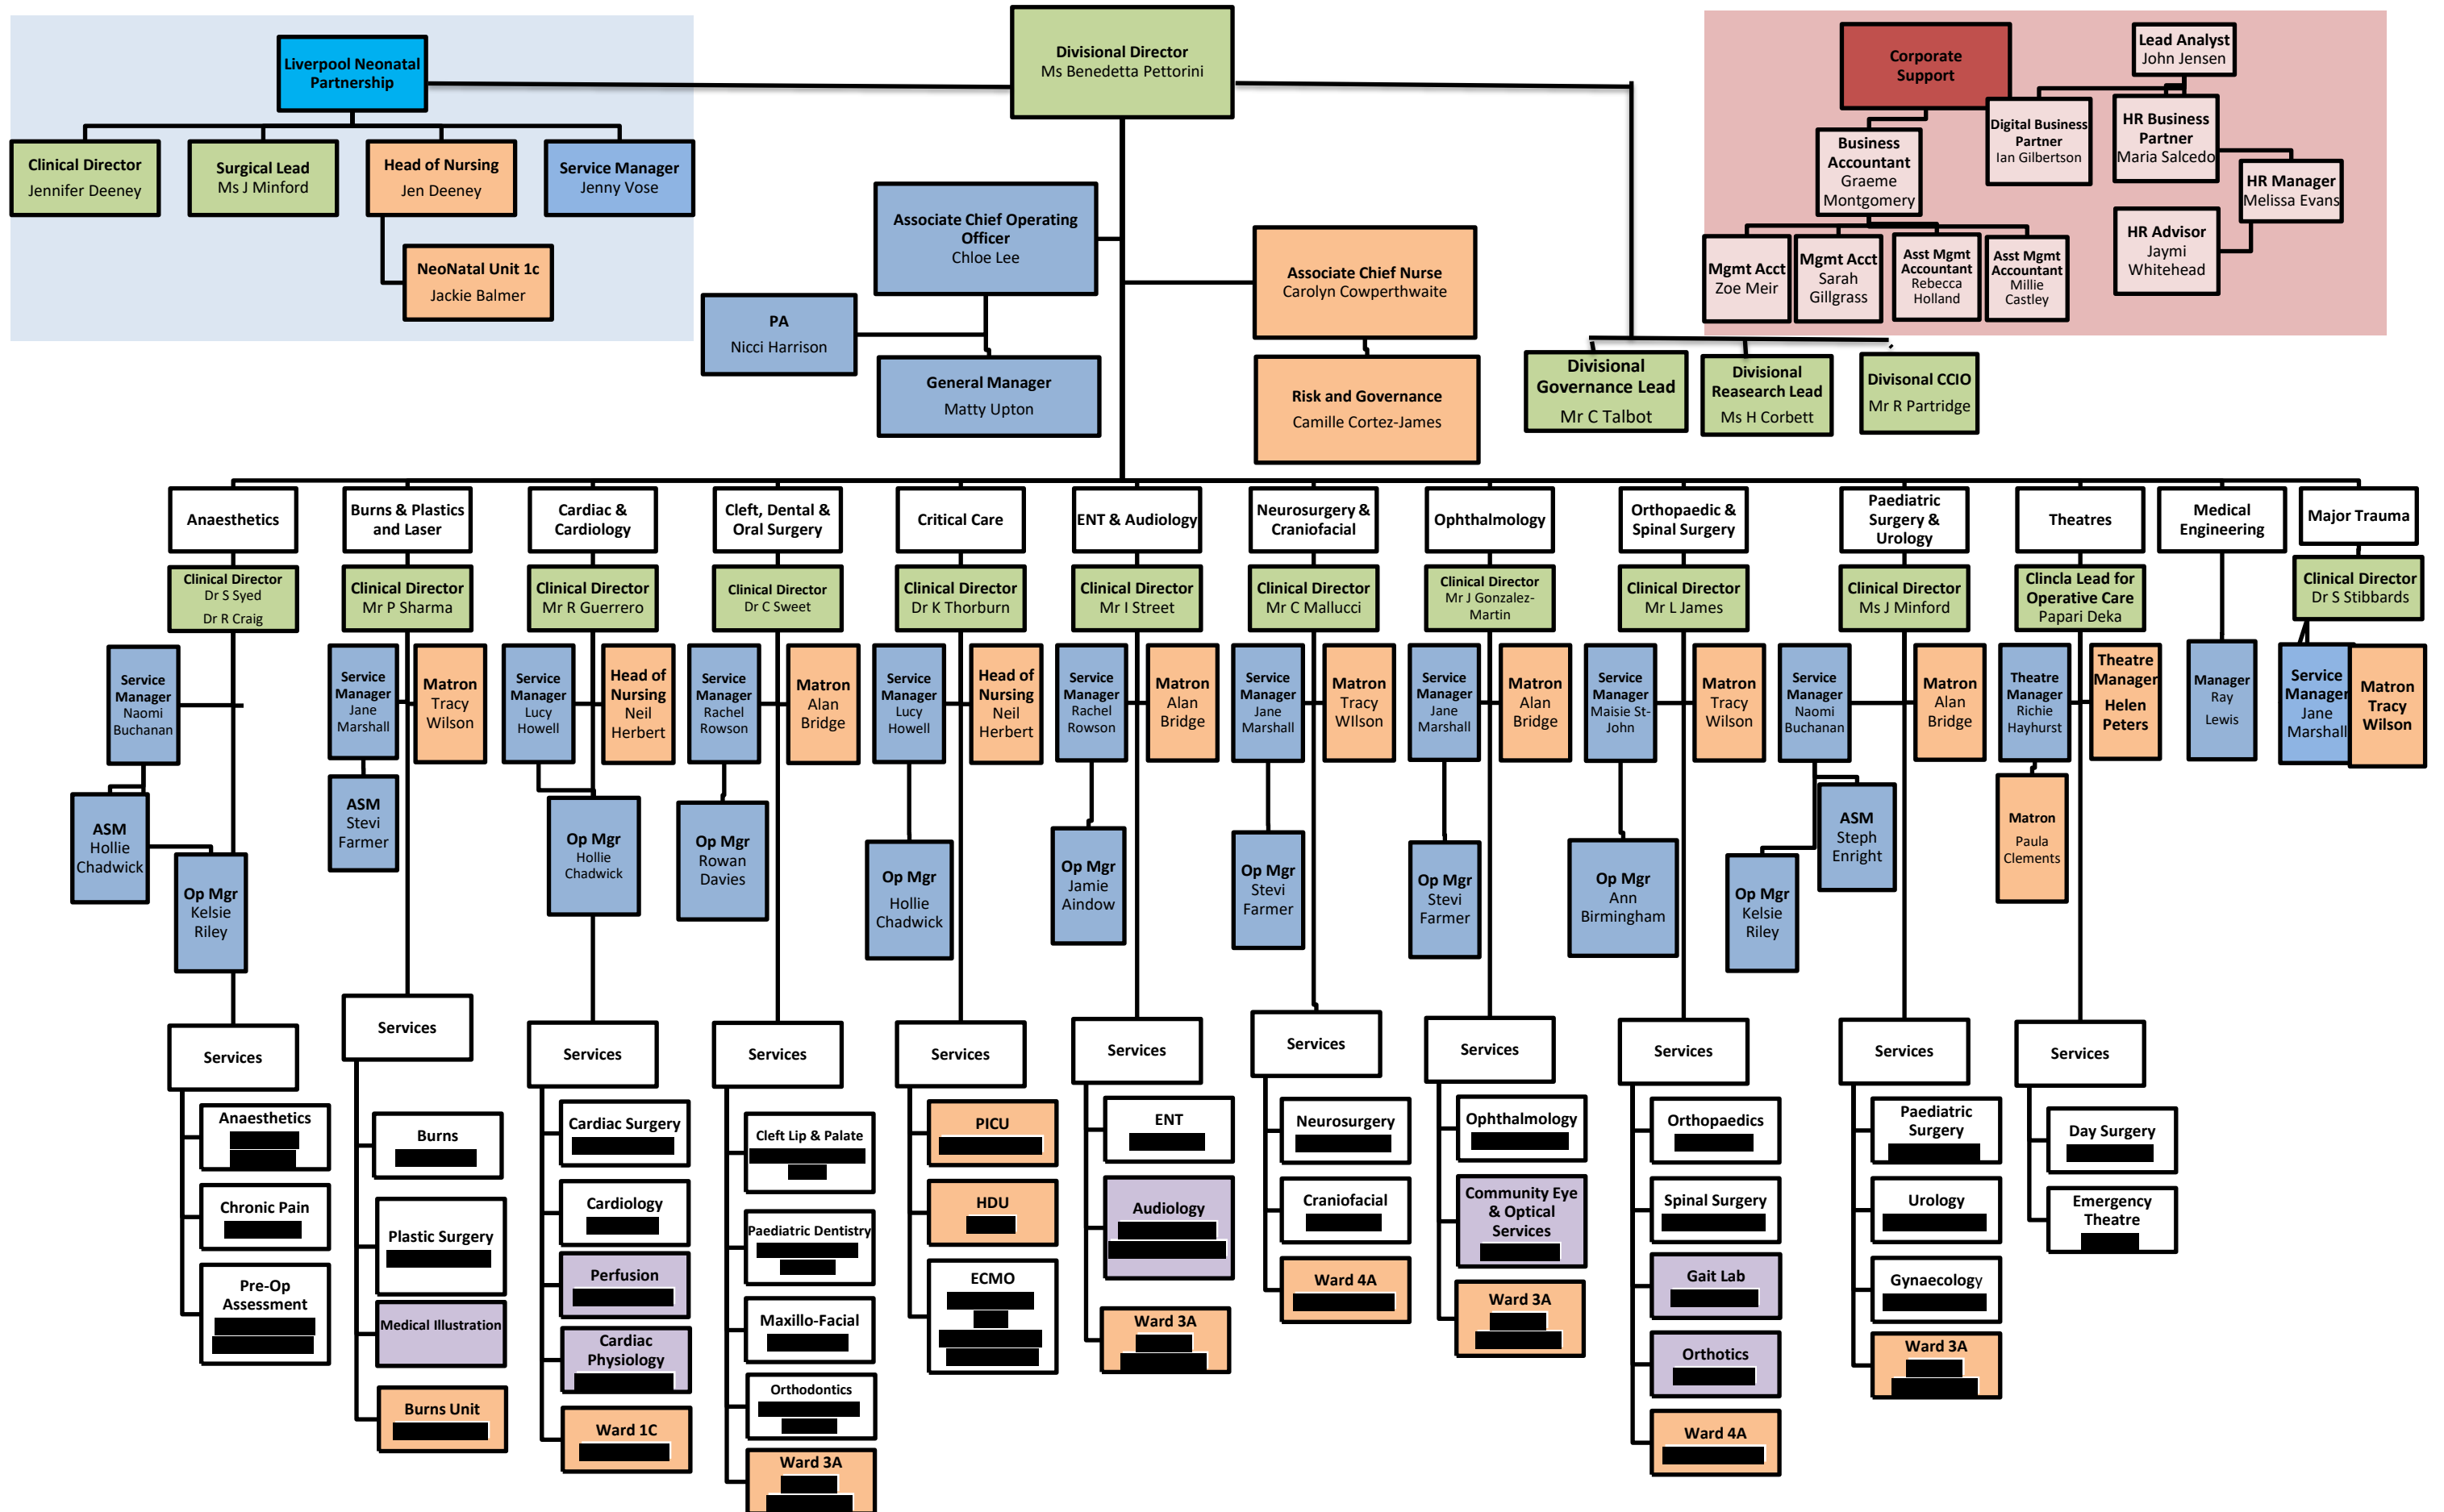 Liverpool Neonatal
Partnership
Clinical Director
Jennifer Deeney
Surgical Lead
Ms J Minford
Head of Nursing
Jen Deeney
Service Manager
Jenny Vose
NeoNatal Unit 1c
Jackie Balmer
Divisional Director
Ms Benedetta Pettorini
Associate Chief Operating
Officer
Chloe Lee
PA
Nicci Harrison
General Manager
Matty Upton
Associate Chief Nurse
Carolyn Cowperthwaite
Risk and Governance
Camille Cortez-James
Divisional
Governance Lead
Mr C Talbot
Divisional
Reasearch Lead
Ms H Corbett
Divisonal CCIO
Mr R Partridge
Corporate
Support
Lead Analyst
John Jensen
Digital Business
Partner
Ian Gilbertson
HR Business
Partner
Maria Salcedo
Business
Accountant
Graeme
Montgomery
HR Manager
Melissa Evans
HR Advisor
Jaymi
Whitehead
Mgmt Acct
Zoe Meir
Mgmt Acct
Sarah
Gillgrass
Asst Mgmt
Accountant
Rebecca
Holland
Asst Mgmt
Accountant
Millie
Castley
Anaesthetics
Clinical Director
Dr S Syed
Dr R Craig
Service
Manager
Naomi
Buchanan
ASM
Hollie
Chadwick
Op Mgr
Kelsie
Riley
Services
Anaesthetics
Chronic Pain
Pre-Op
Assessment
Burns & Plastics
and Laser
Clinical Director
Mr P Sharma
Service
Manager
Jane
Marshall
Matron
Tracy
Wilson
ASM
Stevi
Farmer
Services
Burns
Plastic Surgery
Medical Illustration
Burns Unit
Cardiac &
Cardiology
Clinical Director
Mr R Guerrero
Service
Manager
Lucy
Howell
Head of
Nursing
Neil
Herbert
Op Mgr
Hollie
Chadwick
Services
Cardiac Surgery
Cardiology
Perfusion
Cardiac
Physiology
Ward 1C
Cleft, Dental &
Oral Surgery
Clinical Director
Dr C Sweet
Service
Manager
Rachel
Rowson
Matron
Alan
Bridge
Op Mgr
Rowan
Davies
Services
Cleft Lip & Palate
Paediatric Dentistry
Maxillo-Facial
Orthodontics
Ward 3A
Critical Care
Clinical Director
Dr K Thorburn
Service
Manager
Lucy
Howell
Head of
Nursing
Neil
Herbert
Op Mgr
Hollie
Chadwick
Services
PICU
HDU
ECMO
ENT & Audiology
Clinical Director
Mr I Street
Service
Manager
Rachel
Rowson
Matron
Alan
Bridge
Op Mgr
Jamie
Aindow
Services
ENT
Audiology
Ward 3A
Neurosurgery &
Craniofacial
Clinical Director
Mr C Mallucci
Service
Manager
Jane
Marshall
Matron
Tracy
WIlson
Op Mgr
Stevi
Farmer
Services
Neurosurgery
Craniofacial
Ward 4A
Ophthalmology
Clinical Director
Mr J Gonzalez-
Martin
Service
Manager
Jane
Marshall
Matron
Alan
Bridge
Op Mgr
Stevi
Farmer
Services
Ophthalmology
Community Eye
& Optical
Services
Ward 3A
Orthopaedic &
Spinal Surgery
Clinical Director
Mr L James
Service
Manager
Maisie St-
John
Matron
Tracy
Wilson
Op Mgr
Ann
Birmingham
Services
Orthopaedics
Spinal Surgery
Gait Lab
Orthotics
Ward 4A
Paediatric
Surgery &
Urology
Clinical Director
Ms J Minford
Service
Manager
Naomi
Buchanan
Matron
Alan
Bridge
ASM
Steph
Enright
Op Mgr
Kelsie
Riley
Services
Paediatric
Surgery
Urology
Gynaecology
Ward 3A
Theatres
Clincla Lead for
Operative Care
Papari Deka
Theatre
Manager
Richie
Hayhurst
Theatre
Manager
Helen
Peters
Matron
Paula
Clements
Services
Day Surgery
Emergency
Theatre
Medical
Engineering
Manager
Ray
Lewis
Major Trauma
Clinical Director
Dr S Stibbards
Service
Manager
Jane
Marshall
Matron
Tracy
Wilson